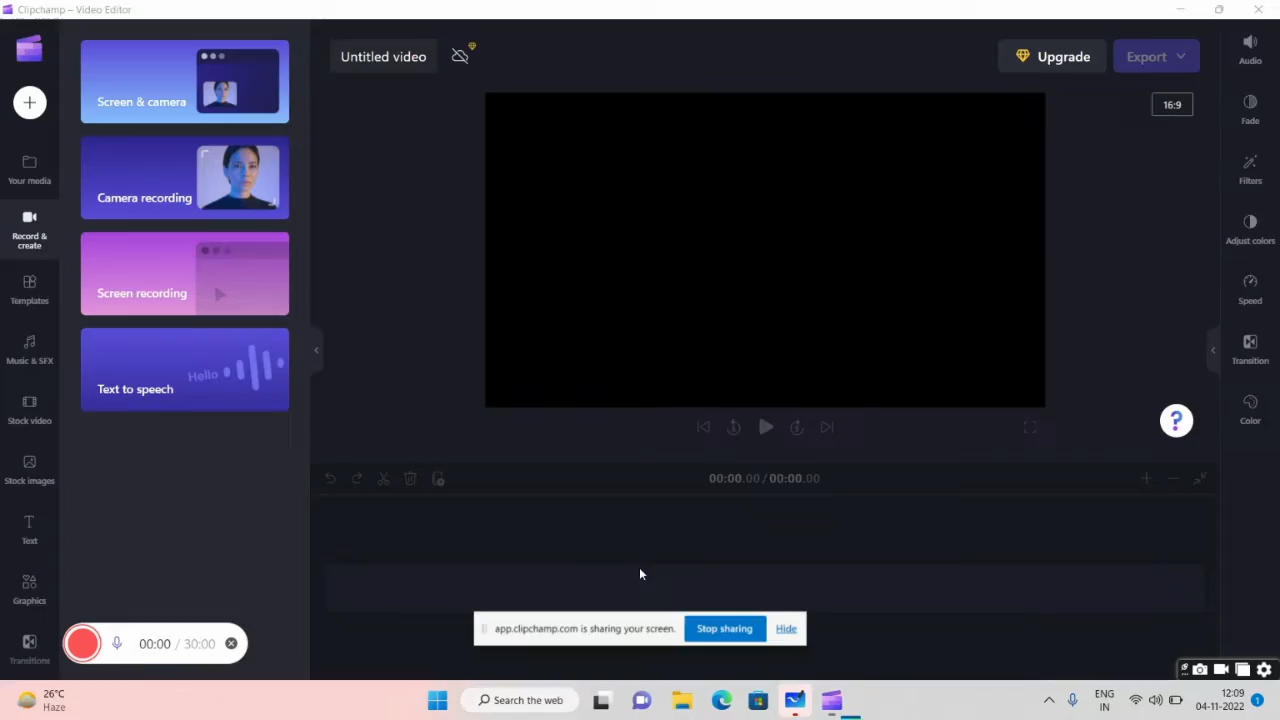 Clipchamp – Video Editor
Untitled video
Upgrade
Export
16:9
Screen & camera
Camera recording
Screen recording
Hello
Text to speech
Your media
Record &
create
Templates
Music & SFX
Stock video
Stock images
Text
Graphics
Transitions
Audio
Fade
Filters
Adjust colors
Speed
Transition
Color
?
00:00.00 / 00:00.00
app.clipchamp.com is sharing your screen.
Stop sharing
Hide
00:00 / 30:00
26°C
Haze
Search the web
ENG
IN
12:09
04-11-2022
1